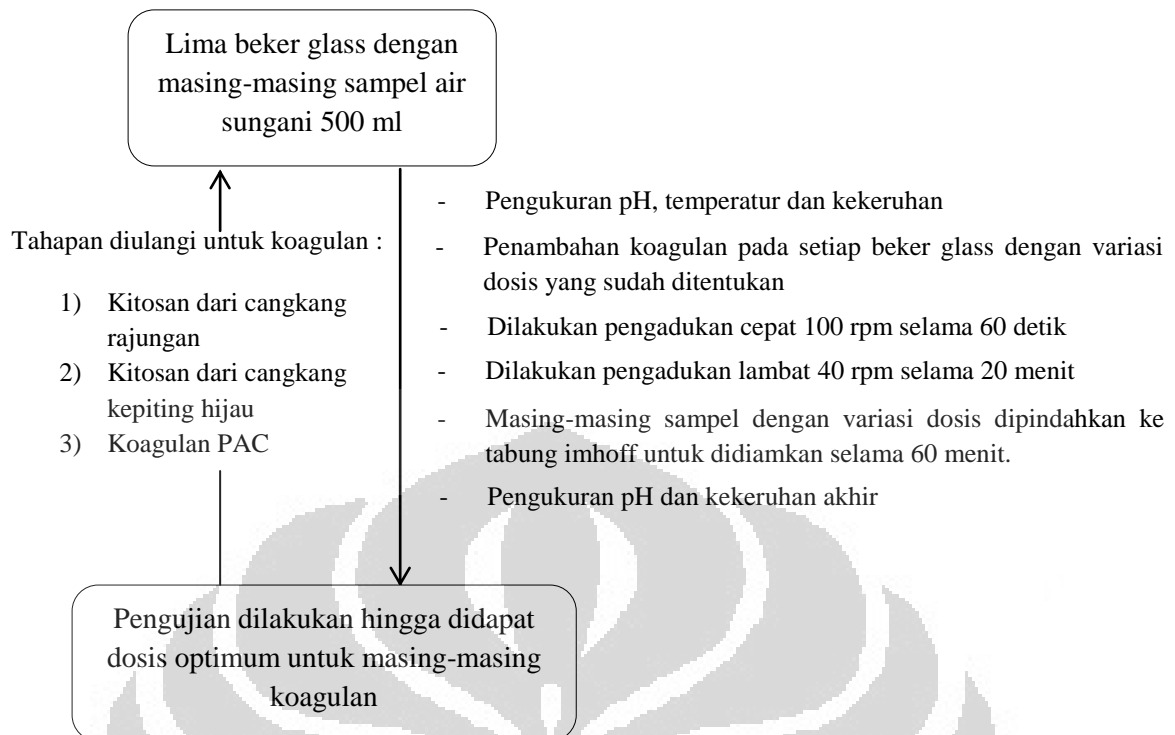 Lima beker glass dengan
masing-masing sampel air
sungani 500 ml
- Pengukuran pH, temperatur dan kekeruhan
- Penambahan koagulan pada setiap beker glass dengan variasi
dosis yang sudah ditentukan
- Dilakukan pengadukan cepat 100 rpm selama 60 detik
- Dilakukan pengadukan lambat 40 rpm selama 20 menit
- Masing-masing sampel dengan variasi dosis dipindahkan ke
tabung imhoff untuk didiamkan selama 60 menit.
- Pengukuran pH dan kekeruhan akhir
Tahapan diulangi untuk koagulan :
1) Kitosan dari cangkang
rajungan
2) Kitosan dari cangkang
kepiting hijau
3) Koagulan PAC
Pengujian dilakukan hingga didapat
dosis optimum untuk masing-masing
koagulan